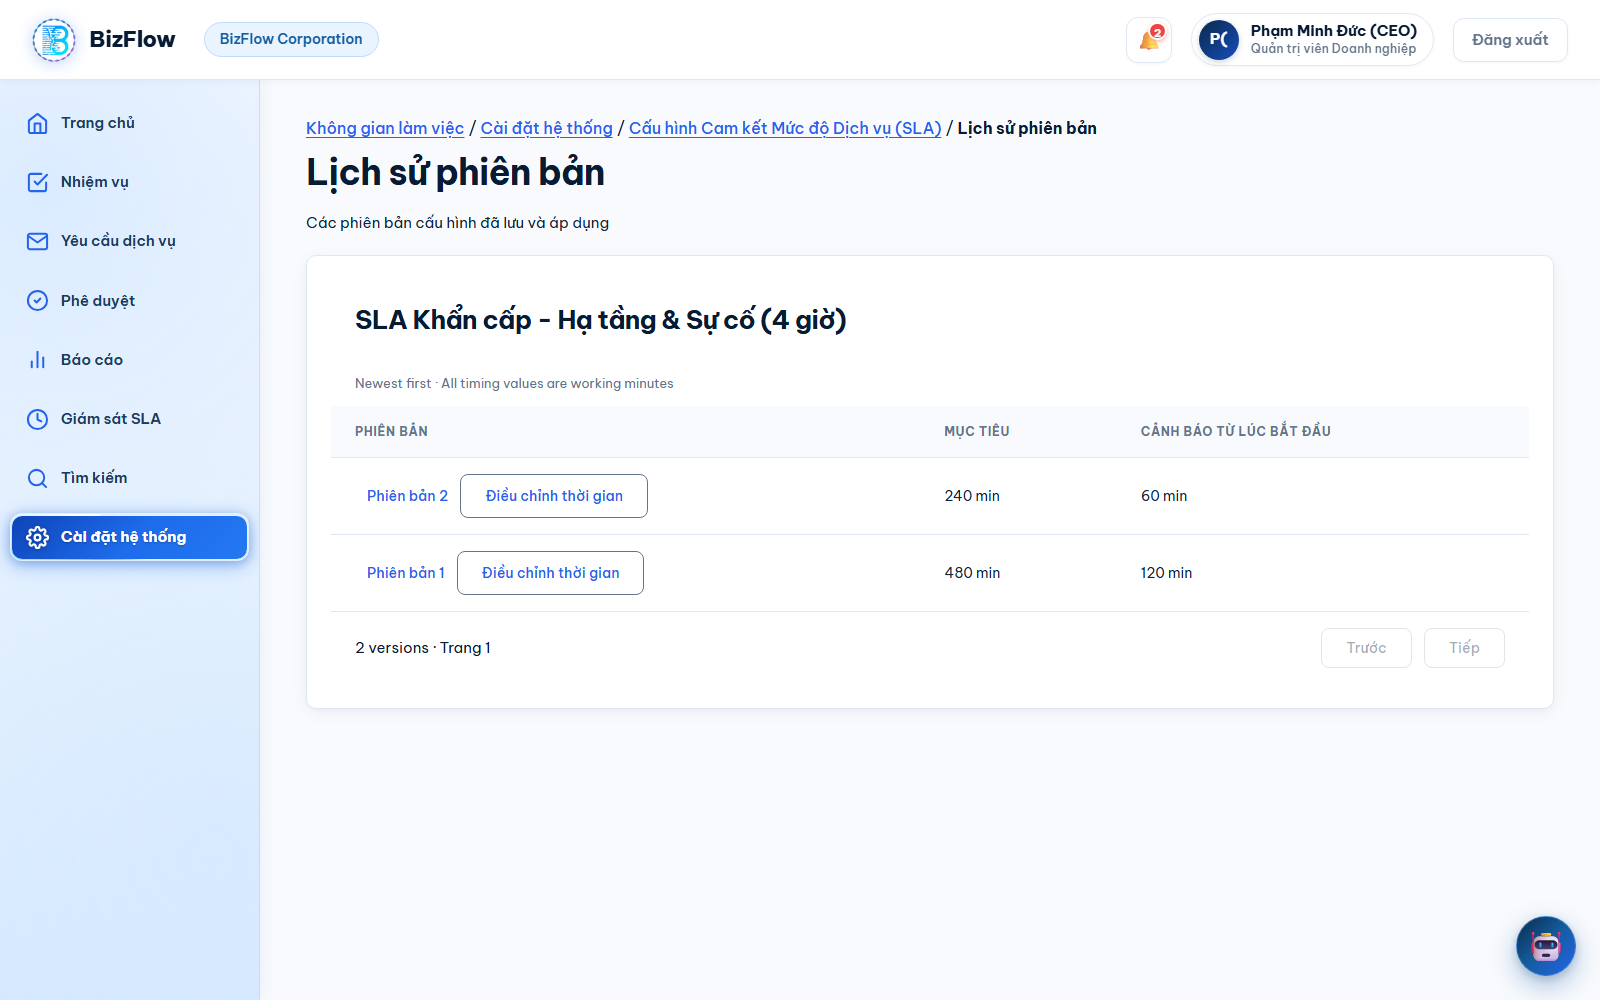 BizFlow
BizFlow Corporation
2
P(
Phạm Minh Đức (CEO)
Quản trị viên Doanh nghiệp
Đăng xuất
Trang chủ
Nhiệm vụ
Yêu cầu dịch vụ
Phê duyệt
Báo cáo
Giám sát SLA
Tìm kiếm
Cài đặt hệ thống
Không gian làm việc / Cài đặt hệ thống / Cấu hình Cam kết Mức độ Dịch vụ (SLA) / Lịch sử phiên bản
Lịch sử phiên bản
Các phiên bản cấu hình đã lưu và áp dụng
SLA Khẩn cấp - Hạ tầng & Sự cố (4 giờ)
Newest first · All timing values are working minutes
PHIÊN BẢN MỤC TIÊU CẢNH BÁO TỪ LÚC BẮT ĐẦU
Phiên bản 2 Điều chỉnh thời gian 240 min 60 min
Phiên bản 1 Điều chỉnh thời gian 480 min 120 min
2 versions · Trang 1
Trước
Tiếp